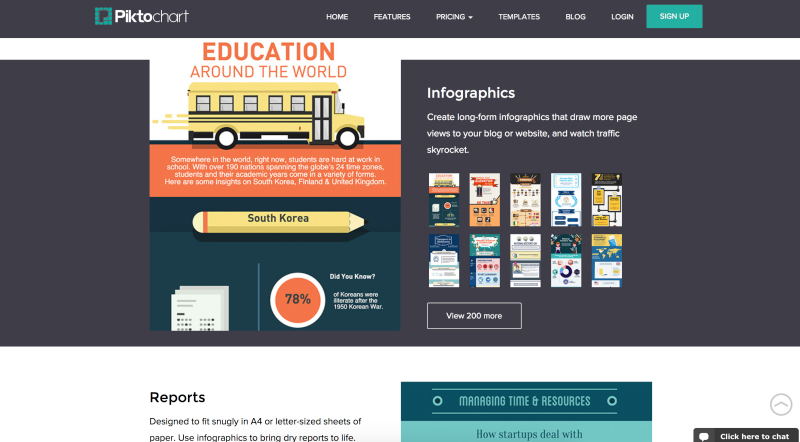 Piktochart
HOME FEATURES PRICING TEMPLATES BLOG LOGIN SIGN UP
EDUCATION
AROUND THE WORLD
Somewhere in the world, right now, students are hard at work in
school. With over 190 nations spanning the globe's 24 time zones,
students and their academic years come in a variety of forms.
Here are some insights on South Korea, Finland & United Kingdom.
South Korea
Did You Know?
78%
of Koreans were
illiterate after the
1950 Korean War.
Infographics
Create long-form infographics that draw more page
views to your blog or website, and watch traffic
skyrocket.
View 200 more
Reports
Designed to fit snugly in A4 or letter-sized sheets of
paper. Use infographics to bring dry reports to life.
MANAGING TIME & RESOURCES
How startups deal with
Click here to chat